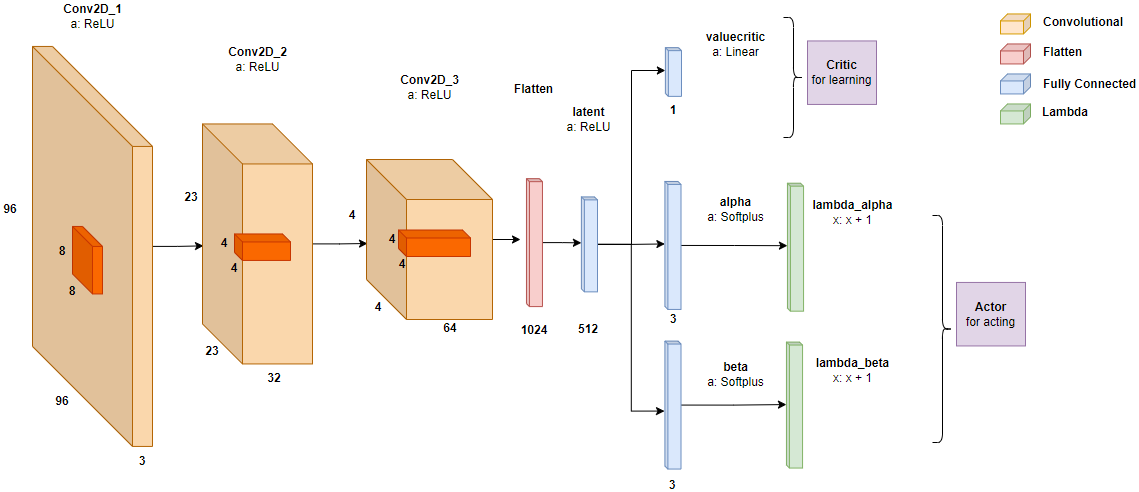 Conv2D_1
a: ReLU
96
8
8
96
3
Conv2D_2
a: ReLU
23
4
4
23
32
Conv2D_3
a: ReLU
4
4
4
4
64
Flatten
1024
latent
a: ReLU
512
valuecritic
a: Linear
1
Critic
for learning
alpha
a: Softplus
3
lambda_alpha
x: x + 1
beta
a: Softplus
3
lambda_beta
x: x + 1
Actor
for acting
Convolutional
Flatten
Fully Connected
Lambda